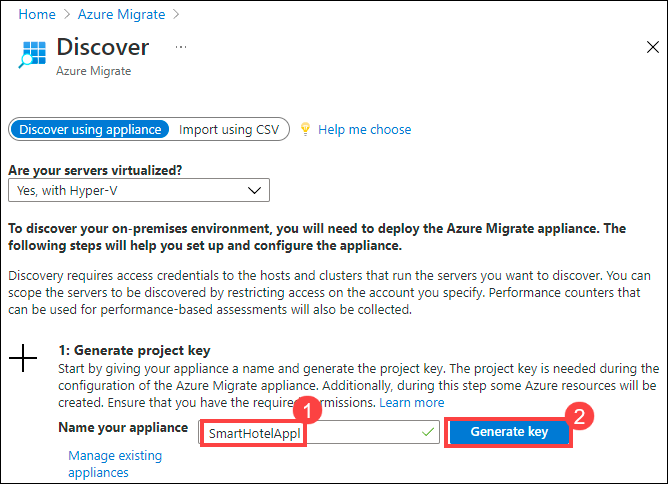 Home > Azure Migrate >
Discover ...
Azure Migrate
Discover using appliance Import using CSV Help me choose
Are your servers virtualized?
Yes, with Hyper-V
To discover your on-premises environment, you will need to deploy the Azure Migrate appliance. The
following steps will help you set up and configure the appliance.
Discovery requires access credentials to the hosts and clusters that run the servers you want to discover. You can
scope the servers to be discovered by restricting access on the account you specify. Performance counters that
can be used for performance-based assessments will also be collected.
1: Generate project key
Start by giving your appliance a name and generate the project key. The project key is needed during the
configuration of the Azure Migrate appliance. Additionally, during this step some Azure resources will be
created. Ensure that you have the required permissions. Learn more
1
2
Name your appliance SmartHotelAppl Generate key
Manage existing
appliances